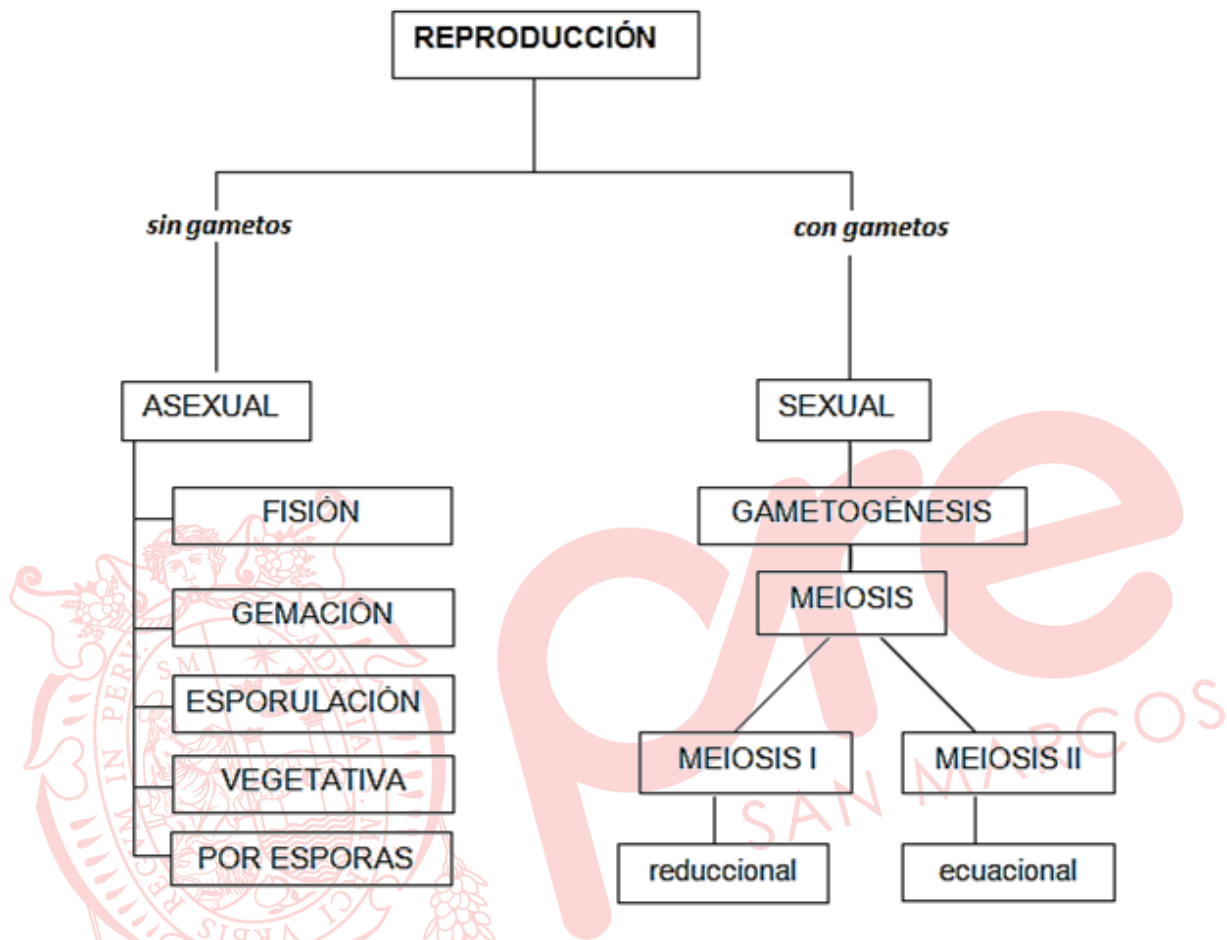 REPRODUCCIÓN
sin gametos
con gametos
ASEXUAL
SEXUAL
FISIÓN
GAMETOGÉNESIS
GEMACIÓN
MEIOSIS
ESPORULACIÓN
MEIOSIS I
MEIOSIS II
VEGETATIVA
POR ESPORAS
reduccional
ecuacional
pre
SAN MARCOS